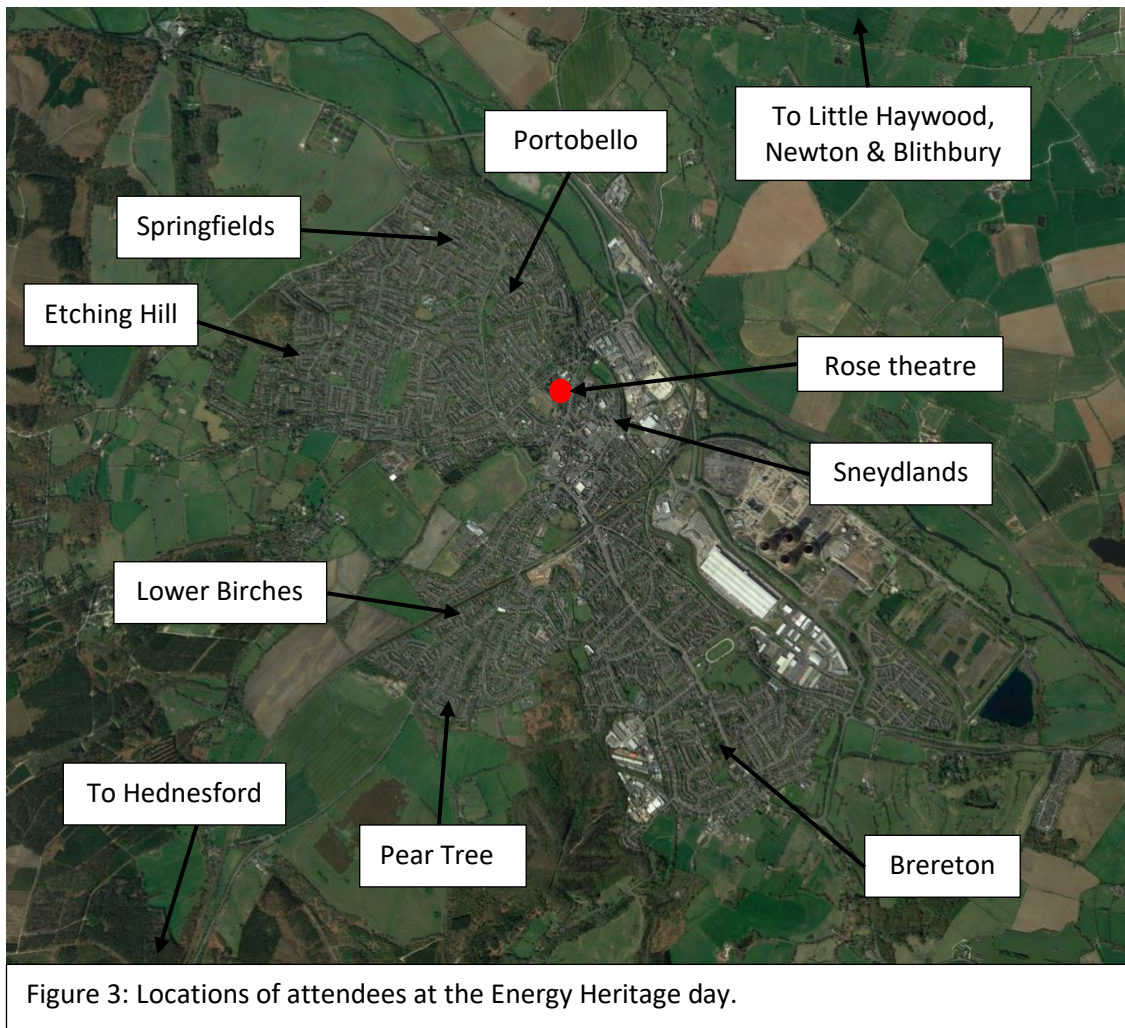 To Little Haywood,
Newton & Blithbury
Portobello
Springfields
Etching Hill
Rose theatre
Sneydlands
Lower Birches
To Hednesford
Pear Tree
Brereton
Figure 3: Locations of attendees at the Energy Heritage day.